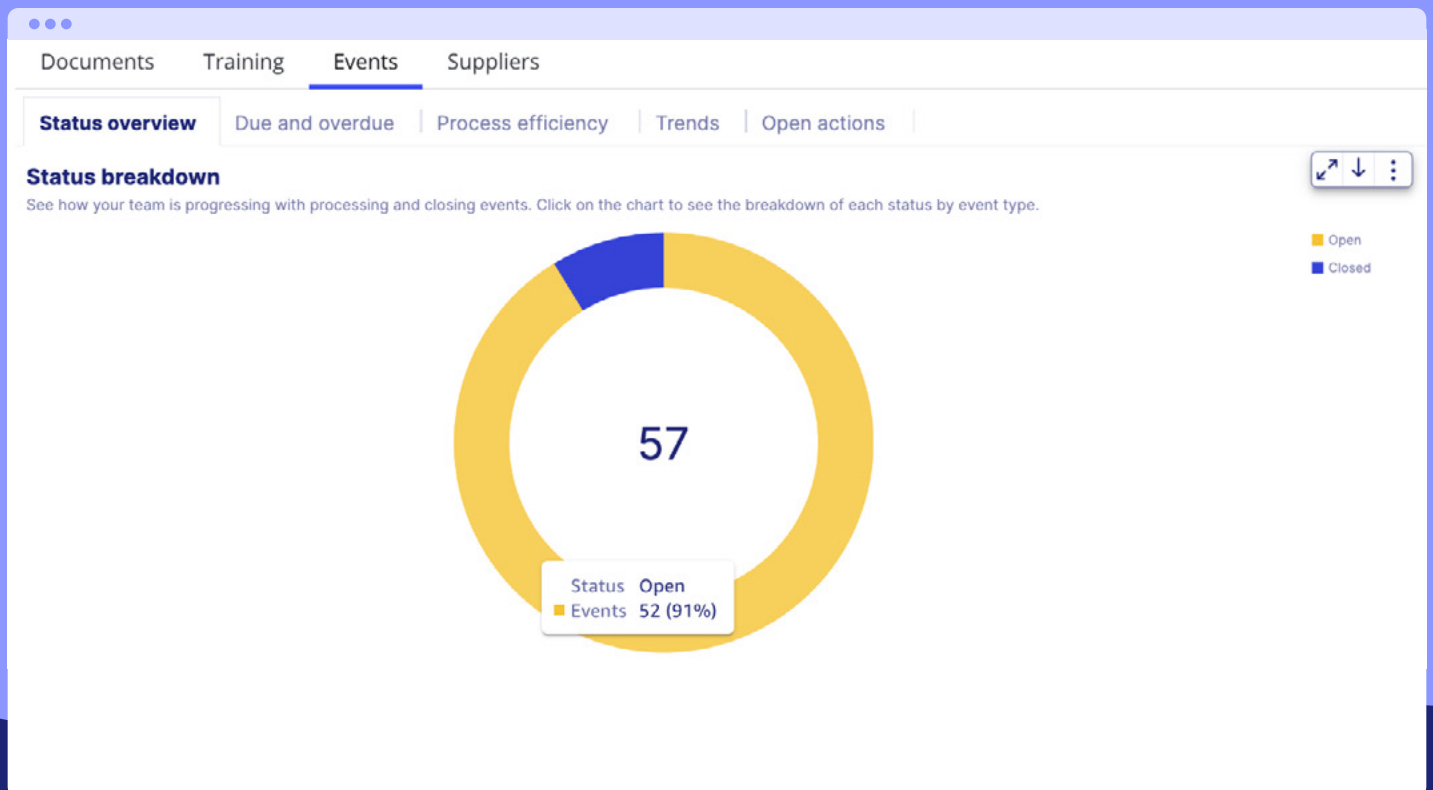 Documents Training Events Suppliers
Status overview Due and overdue Process efficiency Trends Open actions
Status breakdown
See how your team is progressing with processing and closing events. Click on the chart to see the breakdown of each status by event type.
Open
Closed
57
Status Open
Events 52 (91%)